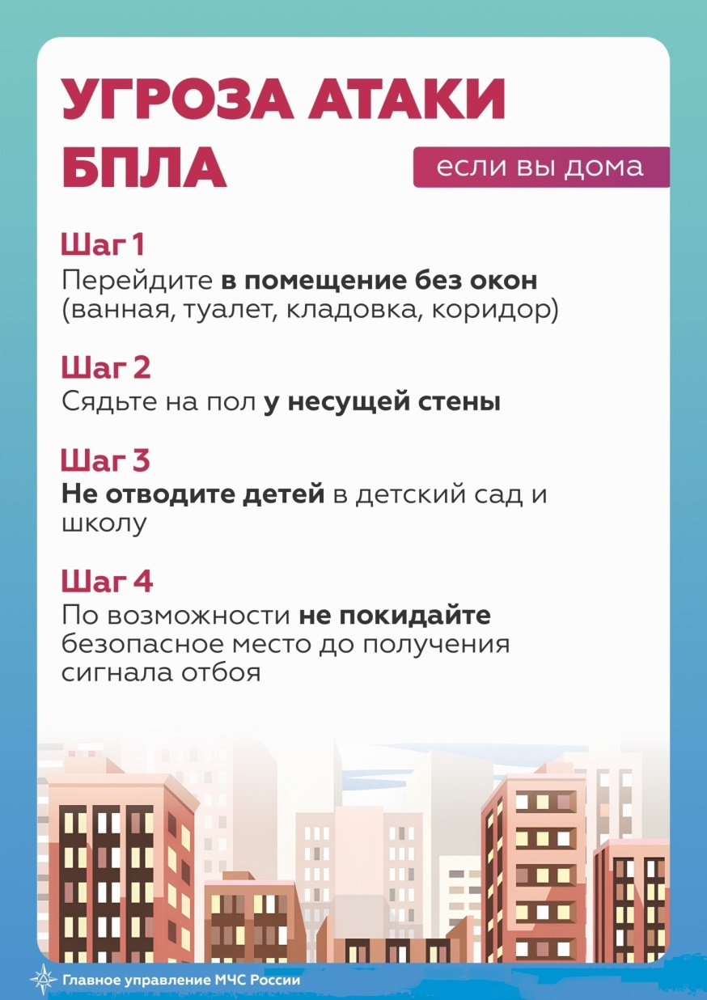 УГРОЗА АТАКИ
БПЛА
если вы дома
Шаг 1
Перейдите в помещение без окон
(ванная, туалет, кладовка, коридор)
Шаг 2
Сядьте на пол у несущей стены
Шаг 3
Не отводите детей в детский сад и
школу
Шаг 4
По возможности не покидайте
безопасное место до получения
сигнала отбоя
Главное управление МЧС России